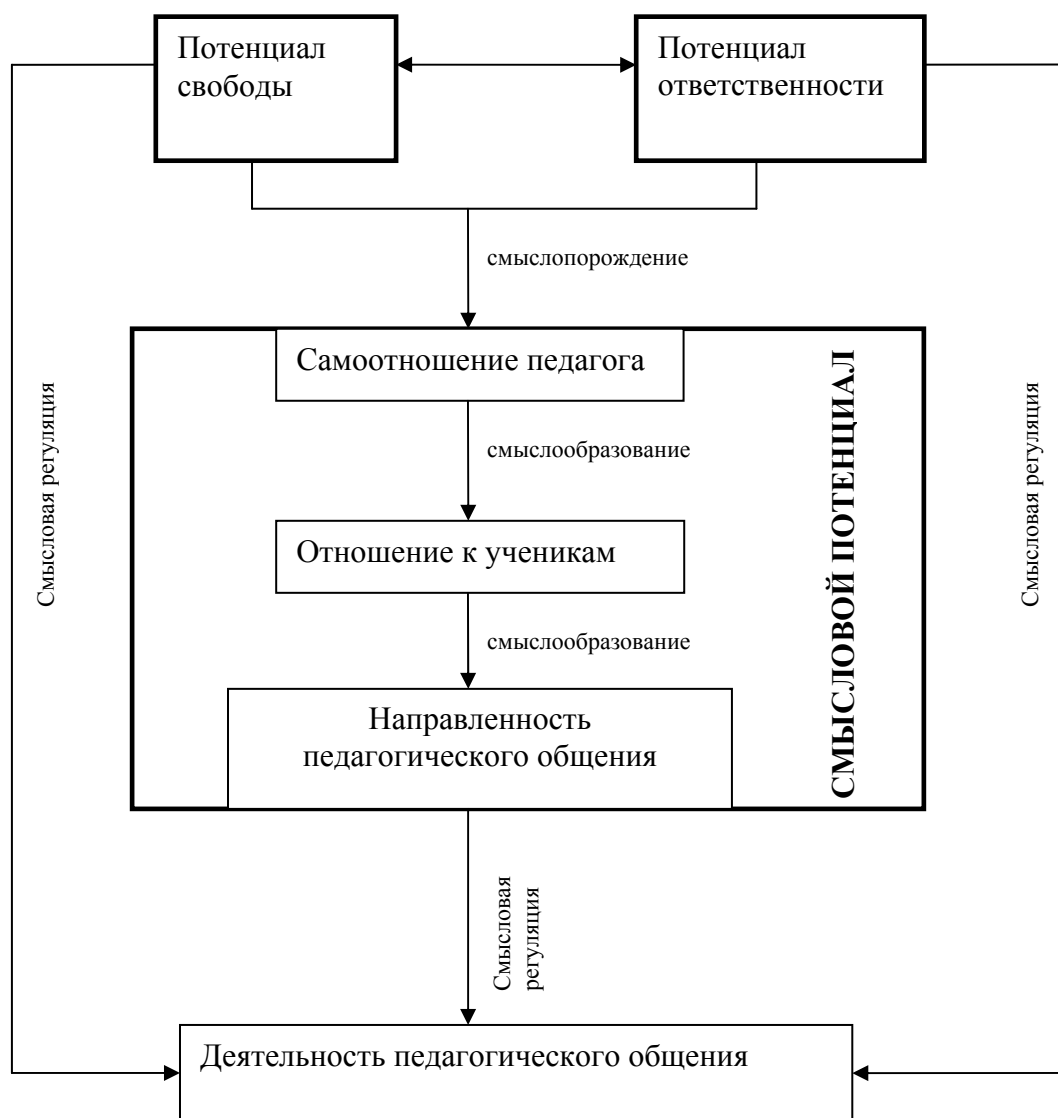 Потенциал
свободы
Потенциал
ответственности
смыслопорождение
Самоотношение педагога
смыслообразование
Отношение к ученикам
смыслообразование
Направленность
педагогического общения
СМЫСЛОВОЙ ПОТЕНЦИАЛ
Смысловая регуляция
Смысловая регуляция
Смысловая
регуляция
Деятельность педагогического общения